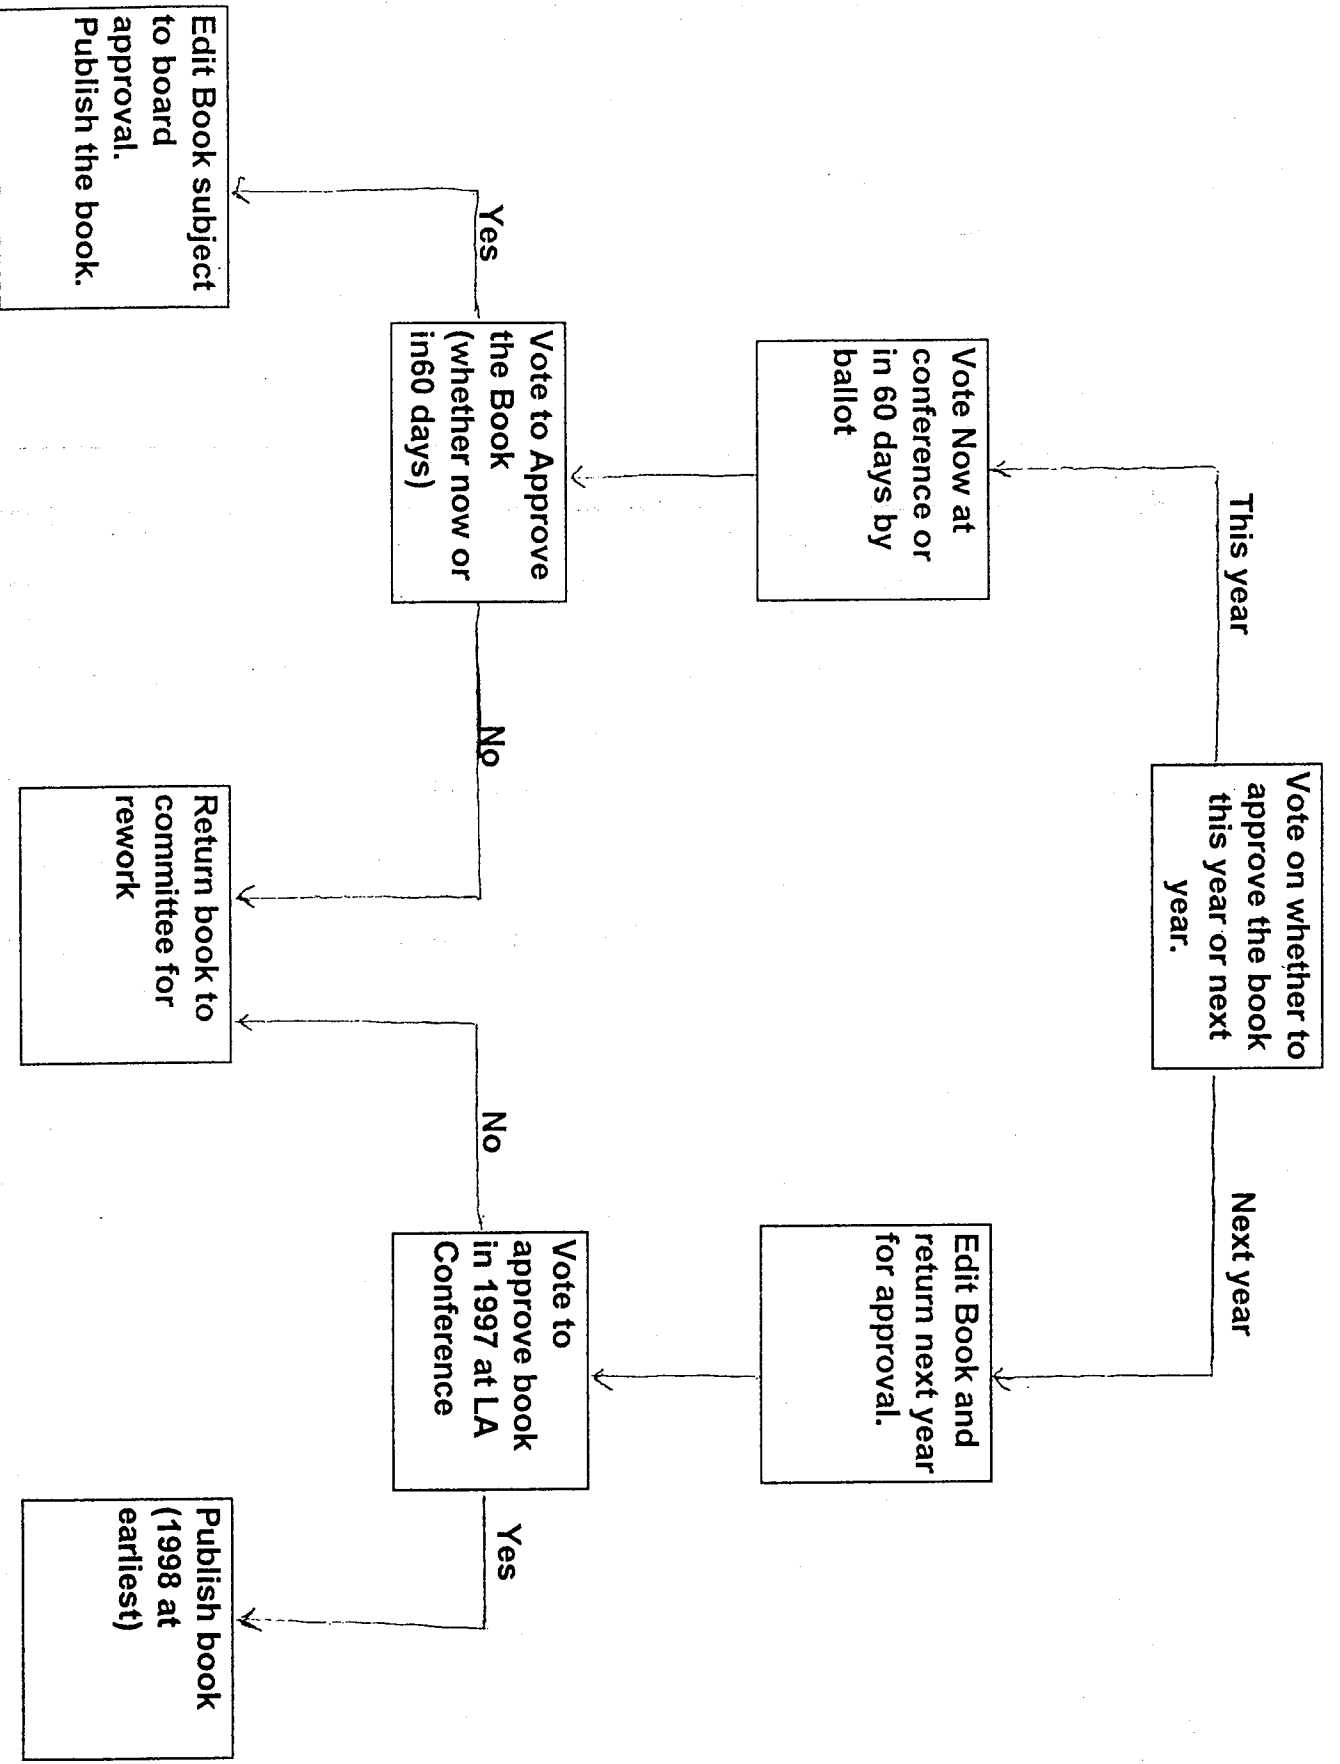 Vote on whether to
approve the book
this year or next
year.
This year
Next year
Vote Now at
conference or
in 60 days by
ballot
Edit Book and
return next year
for approval.
Vote to Approve
the Book
(whether now or
in60 days)
Vote to
approve book
in 1997 at LA
Conference
Yes
No
No
Yes
Edit Book subject
to board
approval.
Publish the book.
Return book to
committee for
rework
Publish book
(1998 at
earliest)